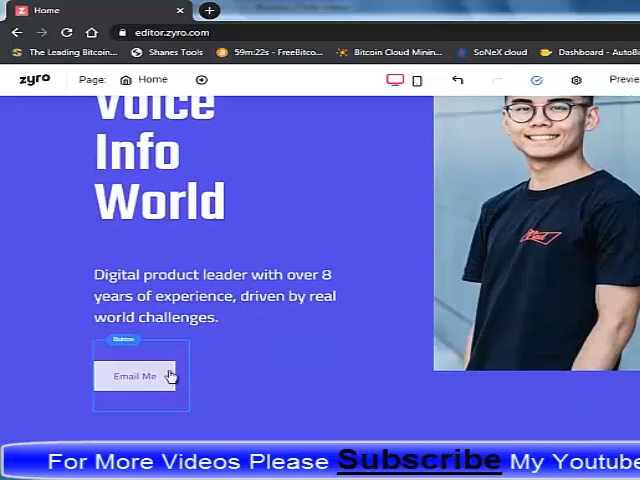 Home
editor.zyro.com
The Leading Bitcoin...
Shanes Tools
59m:22s - FreeBitco...
Bitcoin Cloud Minin...
SoNeX cloud
Dashboard - AutoBi
zyro
Page:
Home
Previe
Voice
Info
World
Digital product leader with over 8
years of experience, driven by real
world challenges.
Button
Email Me
For More Videos Please Subscribe My Youtube